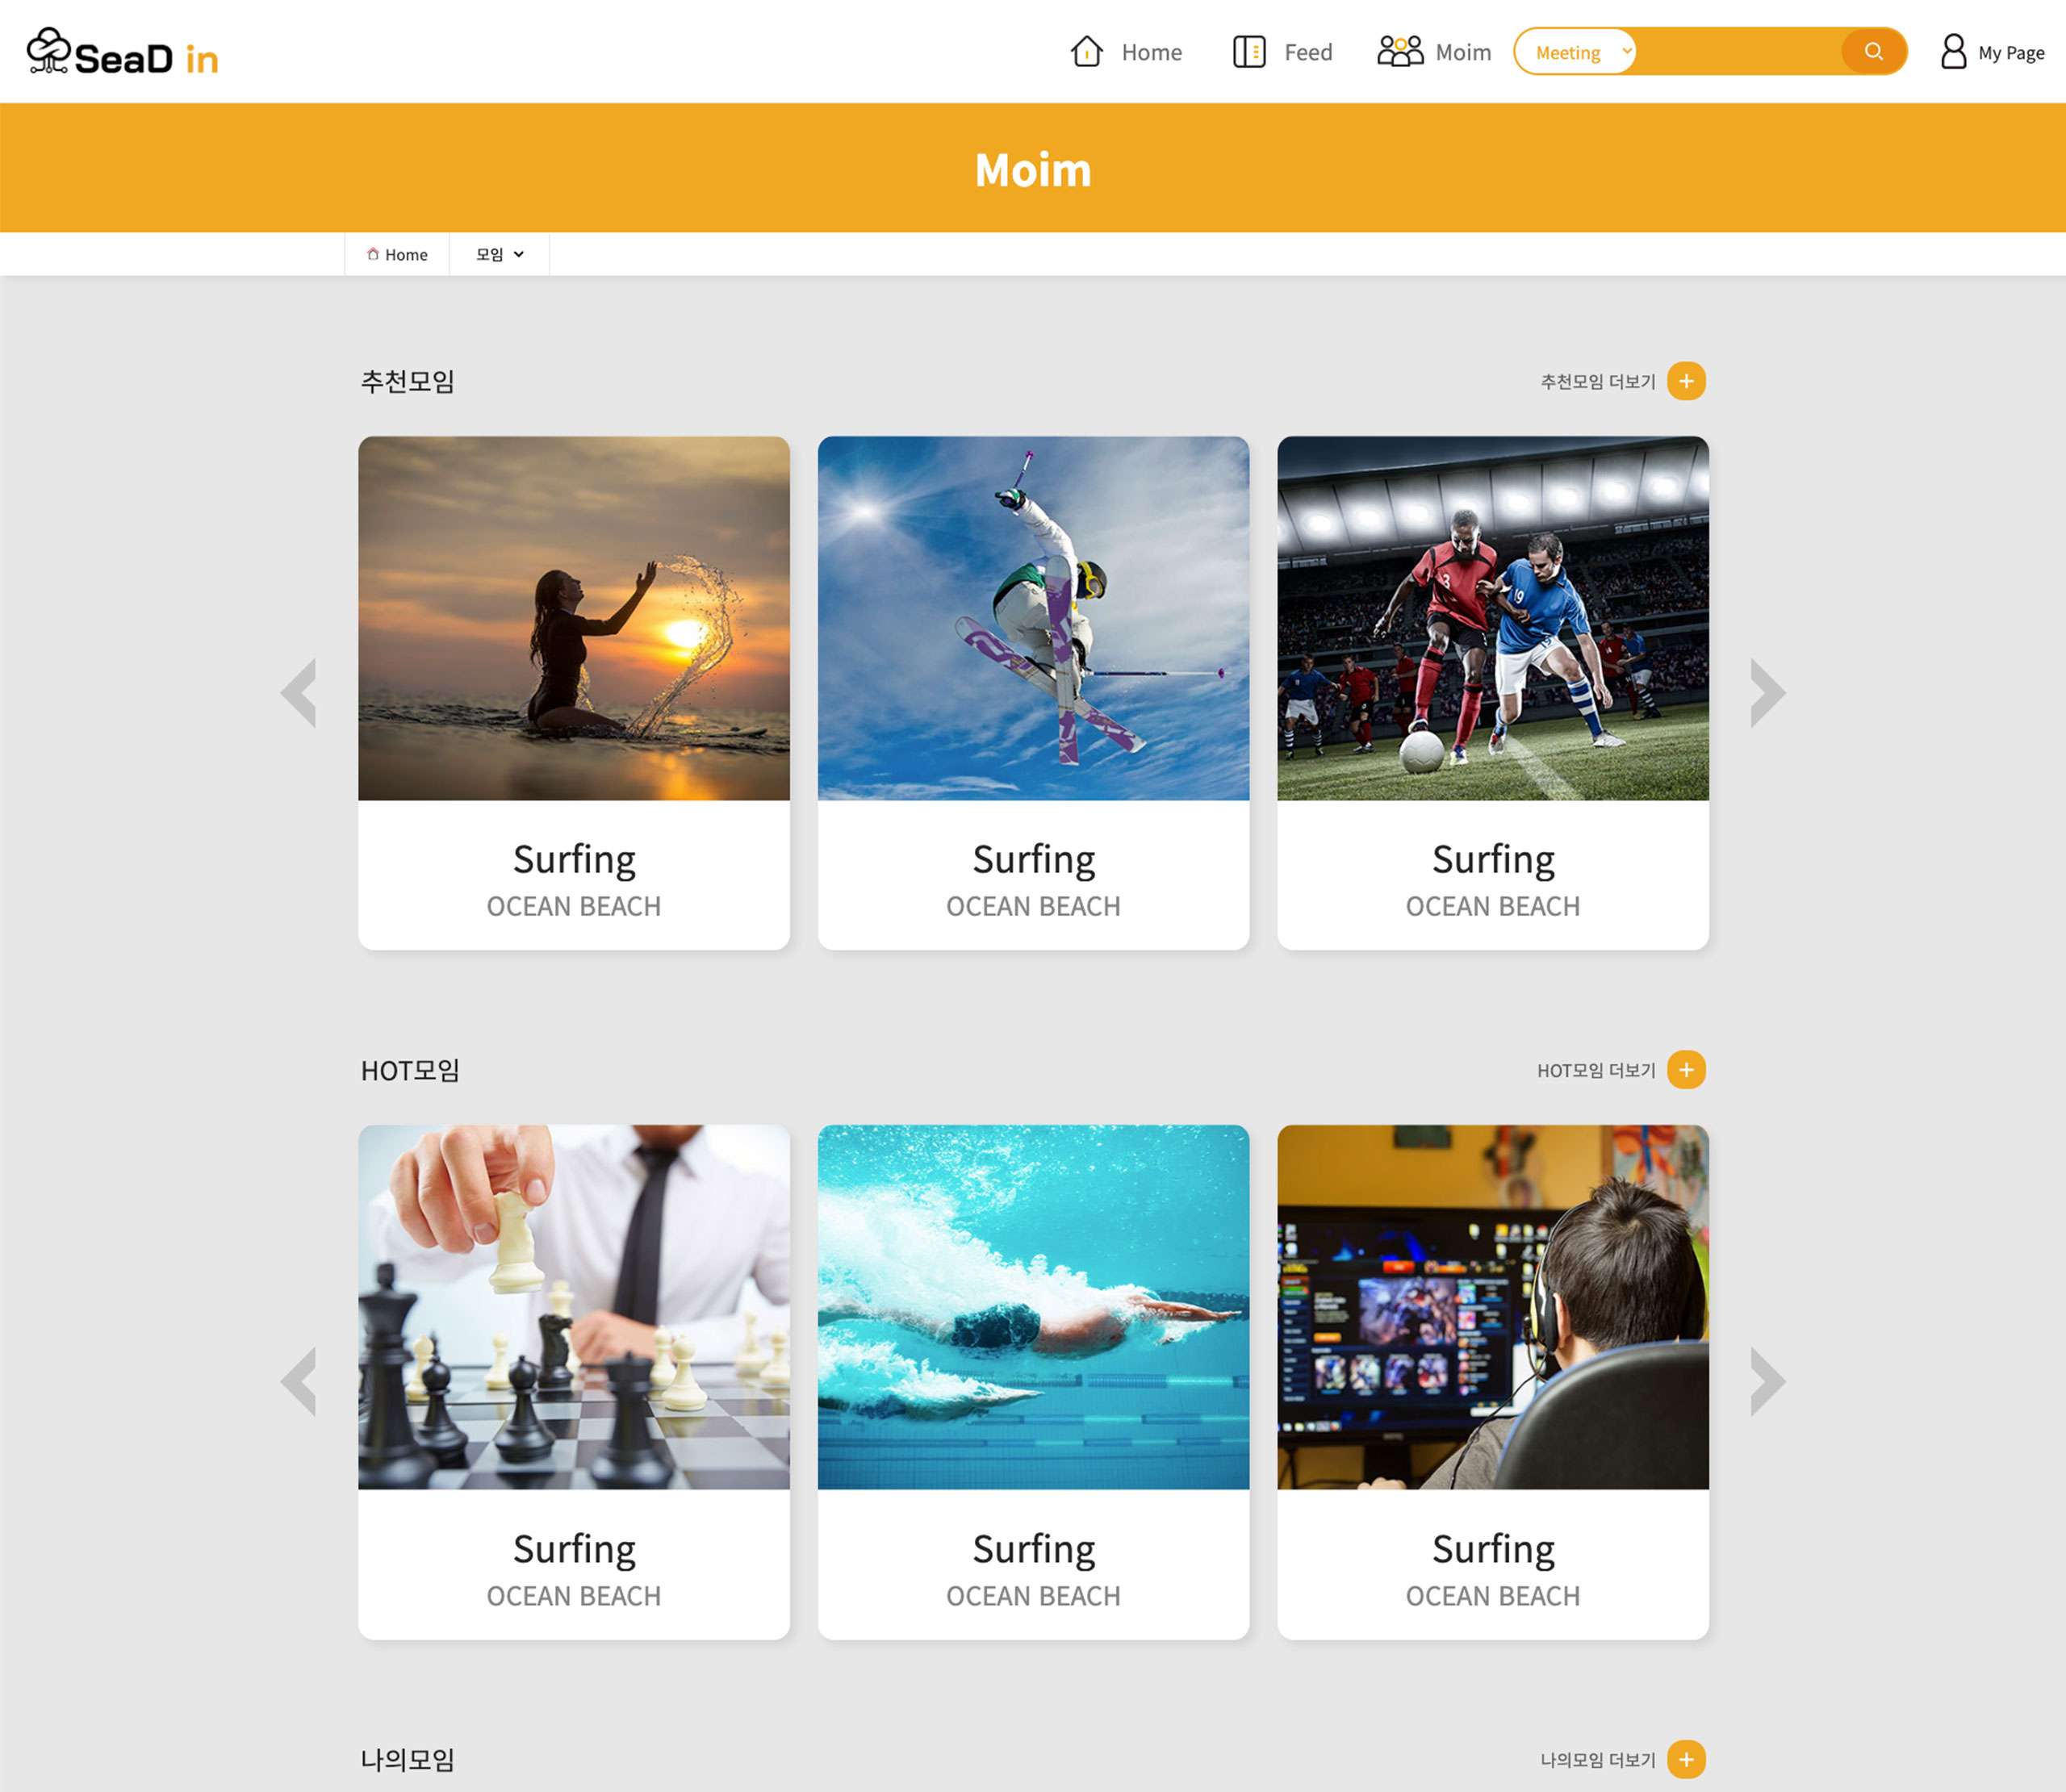 SeaD in
Home
Feed
Moim
Meeting
My Page
Moim
Home
모임
추천모임
추천모임 더보기
3
19
Surfing
OCEAN BEACH
Surfing
OCEAN BEACH
Surfing
OCEAN BEACH
HOT모임
HOT모임 더보기
Surfing
OCEAN BEACH
Surfing
OCEAN BEACH
Surfing
OCEAN BEACH
나의모임
나의모임 더보기